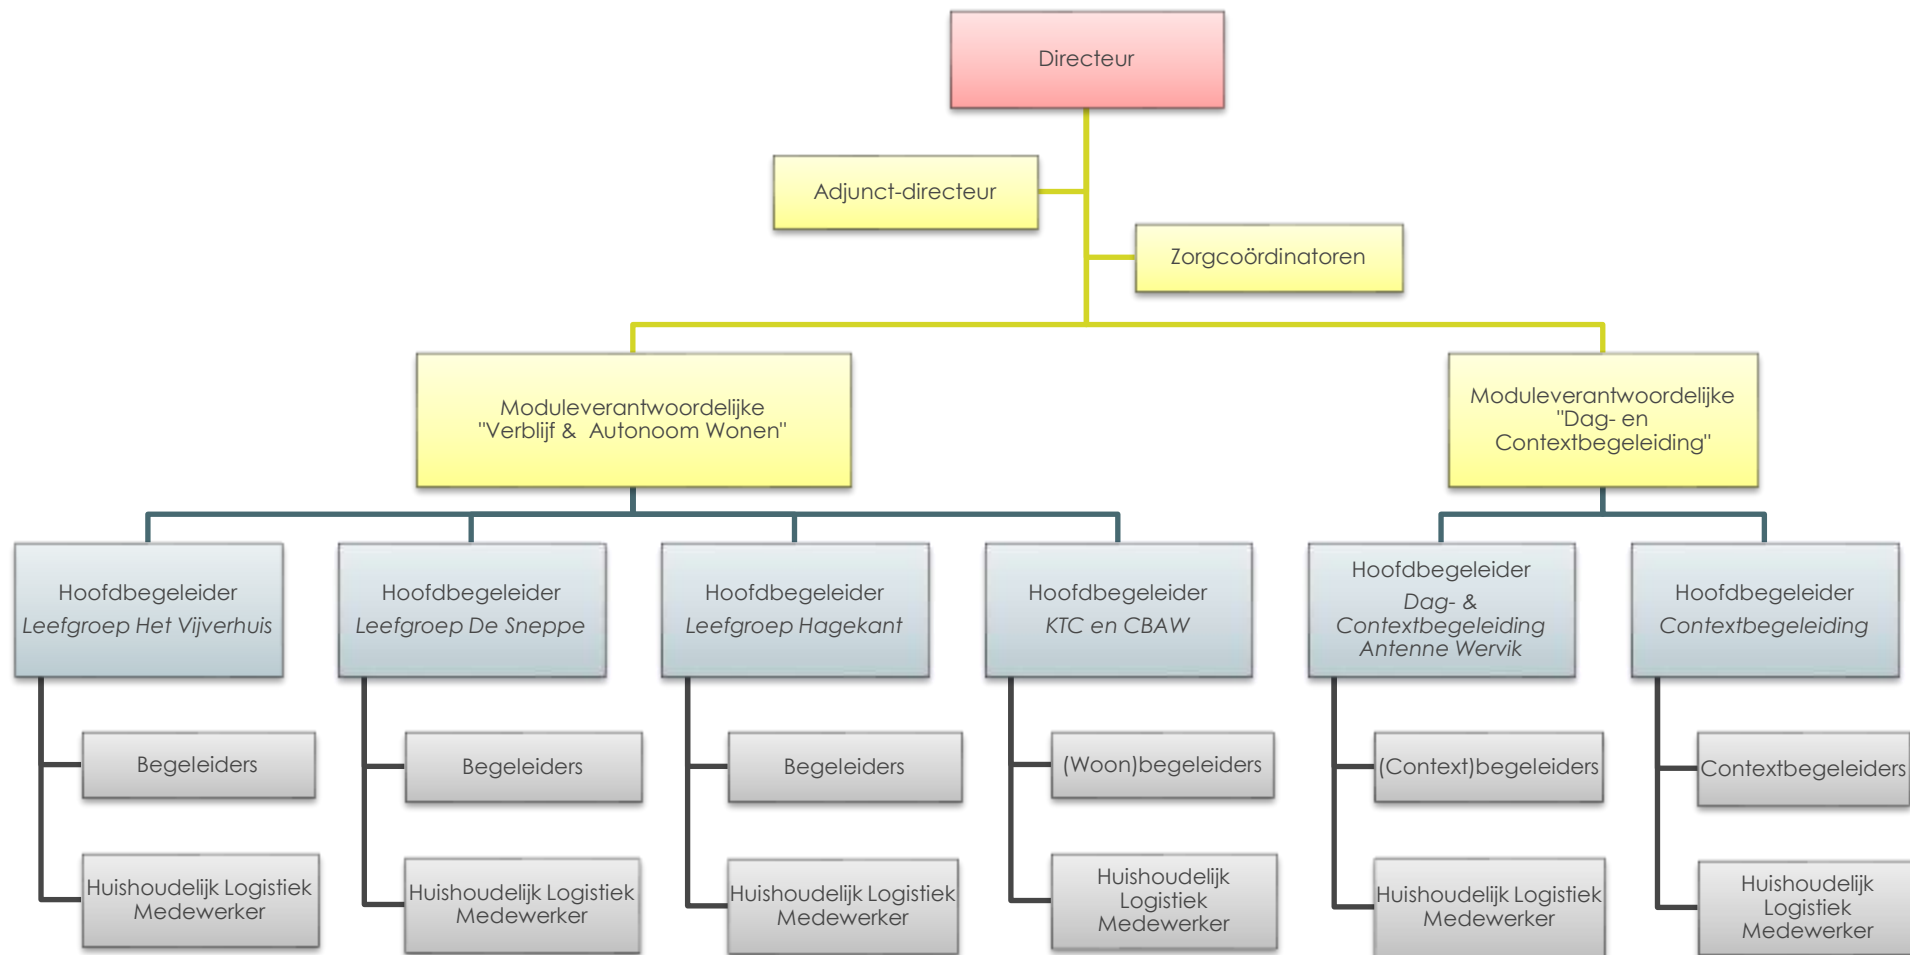 Directeur
Adjunct-directeur
Zorgcoördinatoren
Moduleverantwoordelijke
"Verblijf & Autonoom Wonen"
Moduleverantwoordelijke
"Dag- en
Contextbegeleiding"
Hoofdbegeleider
Leefgroep Het Vijverhuis
Hoofdbegeleider
Leefgroep De Sneppe
Hoofdbegeleider
Leefgroep Hagekant
Hoofdbegeleider
KTC en CBAW
Hoofdbegeleider
Dag- &
Contextbegeleiding
Antenne Wervik
Hoofdbegeleider
Contextbegeleiding
Begeleiders
Begeleiders
Begeleiders
(Woon)begeleiders
(Context)begeleiders
Contextbegeleiders
Huishoudelijk Logistiek
Medewerker
Huishoudelijk Logistiek
Medewerker
Huishoudelijk Logistiek
Medewerker
Huishoudelijk
Logistiek
Medewerker
Huishoudelijk Logistiek
Medewerker
Huishoudelijk
Logistiek
Medewerker